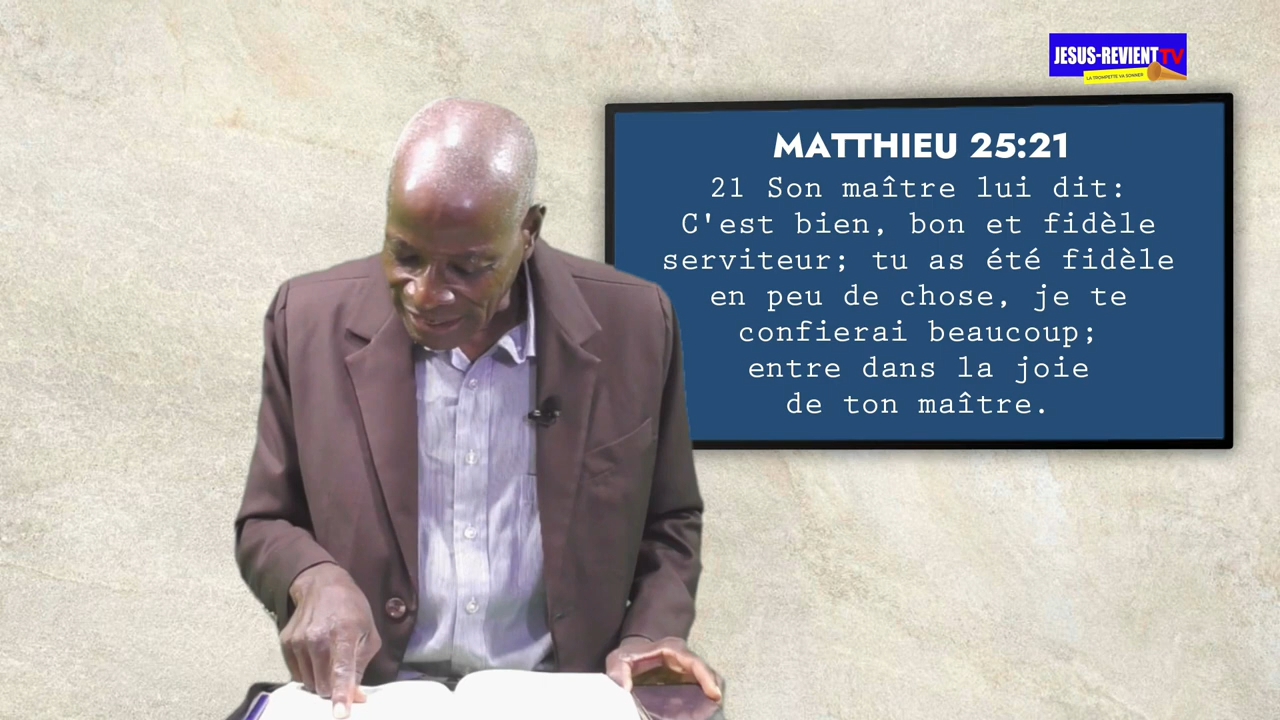 JESUS-REVIENT TV
LA TROMPETTE VA SONNER
MATTHIEU 25:21
21 Son maître lui dit:
C'est bien, bon et fidèle
serviteur; tu as été fidèle
en peu de chose, je te
confierai beaucoup;
entre dans la joie
de ton maître.